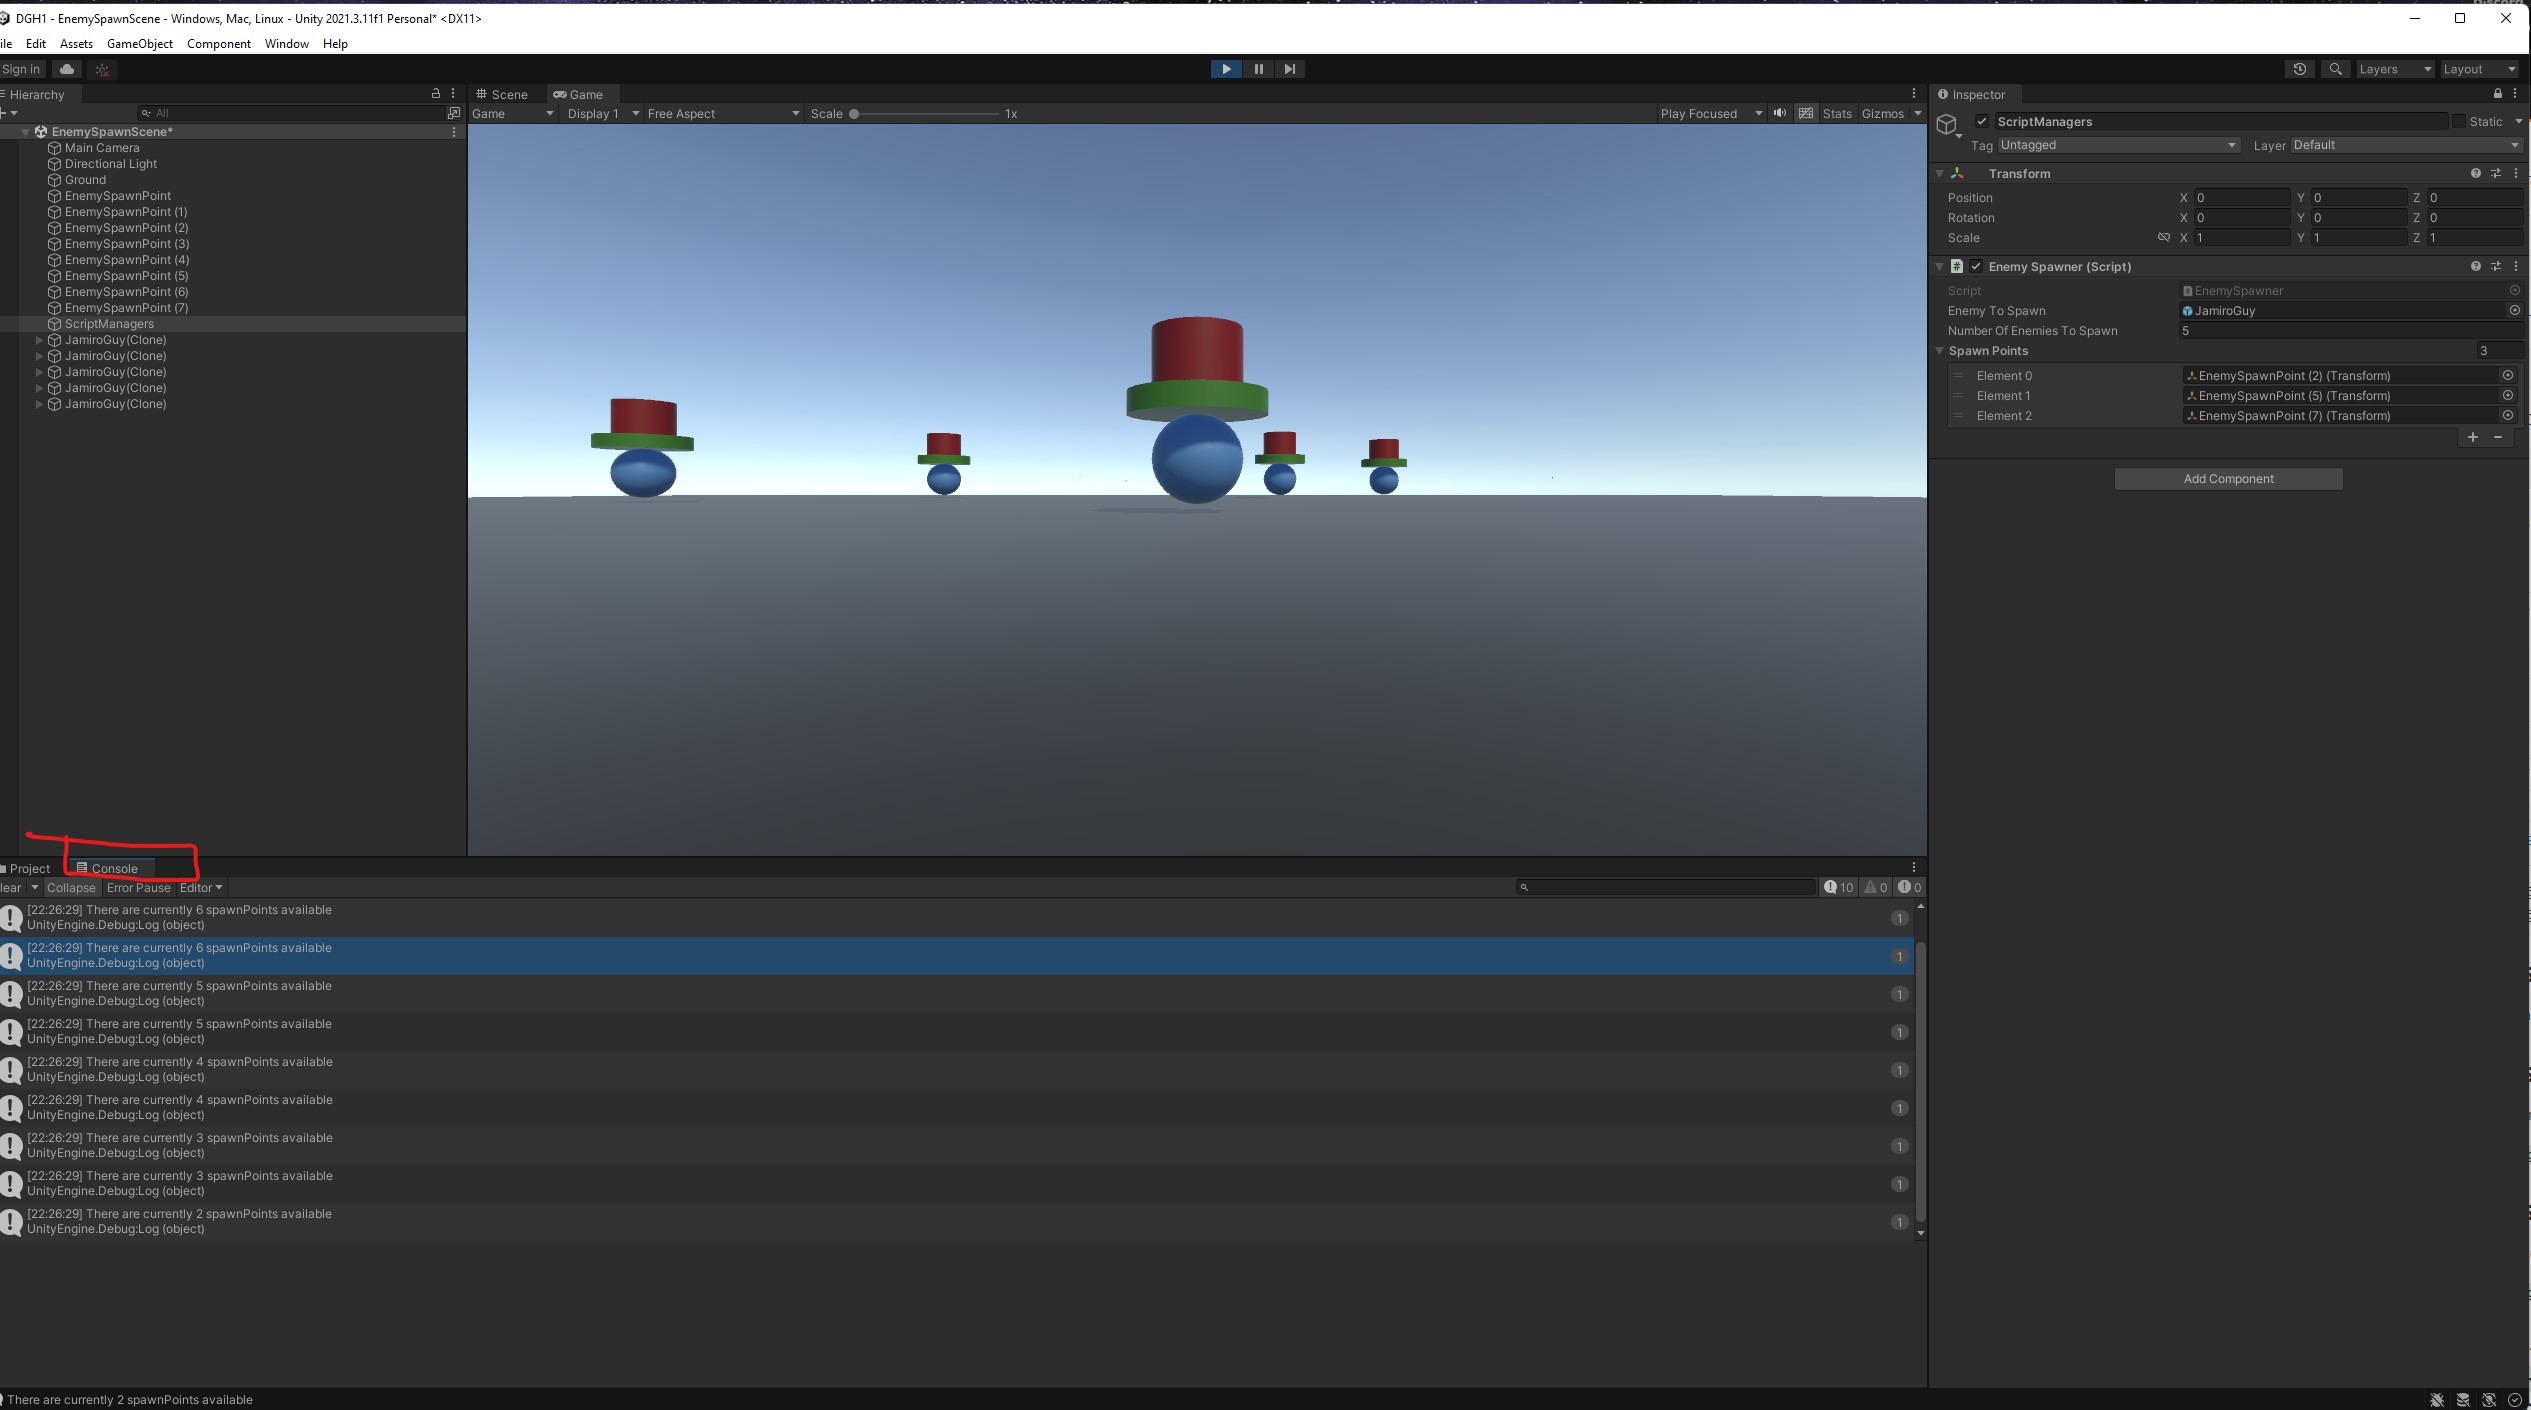 DGH1 - EnemySpawnScene - Windows, Mac, Linux - Unity 2021.3.11f1 Personal* <DX11>
ile Edit Assets GameObject Component Window Help
Sign in
Layers Layout
Hierarchy
All
EnemySpawnScene*
Main Camera
Directional Light
Ground
EnemySpawnPoint
EnemySpawnPoint (1)
EnemySpawnPoint (2)
EnemySpawnPoint (3)
EnemySpawnPoint (4)
EnemySpawnPoint (5)
EnemySpawnPoint (6)
EnemySpawnPoint (7)
ScriptManagers
JamiroGuy(Clone)
JamiroGuy(Clone)
JamiroGuy(Clone)
JamiroGuy(Clone)
JamiroGuy(Clone)
Scene Game
Game Display 1 Free Aspect Scale 1x Play Focused Stats Gizmos
Inspector
ScriptManagers Static
Tag Untagged Layer Default
Transform
Position X 0 Y 0 Z 0
Rotation X 0 Y 0 Z 0
Scale X 1 Y 1 Z 1
Enemy Spawner (Script)
Script EnemySpawner
Enemy To Spawn JamiroGuy
Number Of Enemies To Spawn 5
Spawn Points 3
Element 0 EnemySpawnPoint (2) (Transform)
Element 1 EnemySpawnPoint (5) (Transform)
Element 2 EnemySpawnPoint (7) (Transform)
+ −
Add Component
Project Console
lear Collapse Error Pause Editor 10 0 0
[22:26:29] There are currently 6 spawnPoints available
UnityEngine.Debug:Log (object)
1
[22:26:29] There are currently 6 spawnPoints available
UnityEngine.Debug:Log (object)
1
[22:26:29] There are currently 5 spawnPoints available
UnityEngine.Debug:Log (object)
1
[22:26:29] There are currently 5 spawnPoints available
UnityEngine.Debug:Log (object)
1
[22:26:29] There are currently 4 spawnPoints available
UnityEngine.Debug:Log (object)
1
[22:26:29] There are currently 4 spawnPoints available
UnityEngine.Debug:Log (object)
1
[22:26:29] There are currently 3 spawnPoints available
UnityEngine.Debug:Log (object)
1
[22:26:29] There are currently 3 spawnPoints available
UnityEngine.Debug:Log (object)
1
[22:26:29] There are currently 2 spawnPoints available
UnityEngine.Debug:Log (object)
1
There are currently 2 spawnPoints available